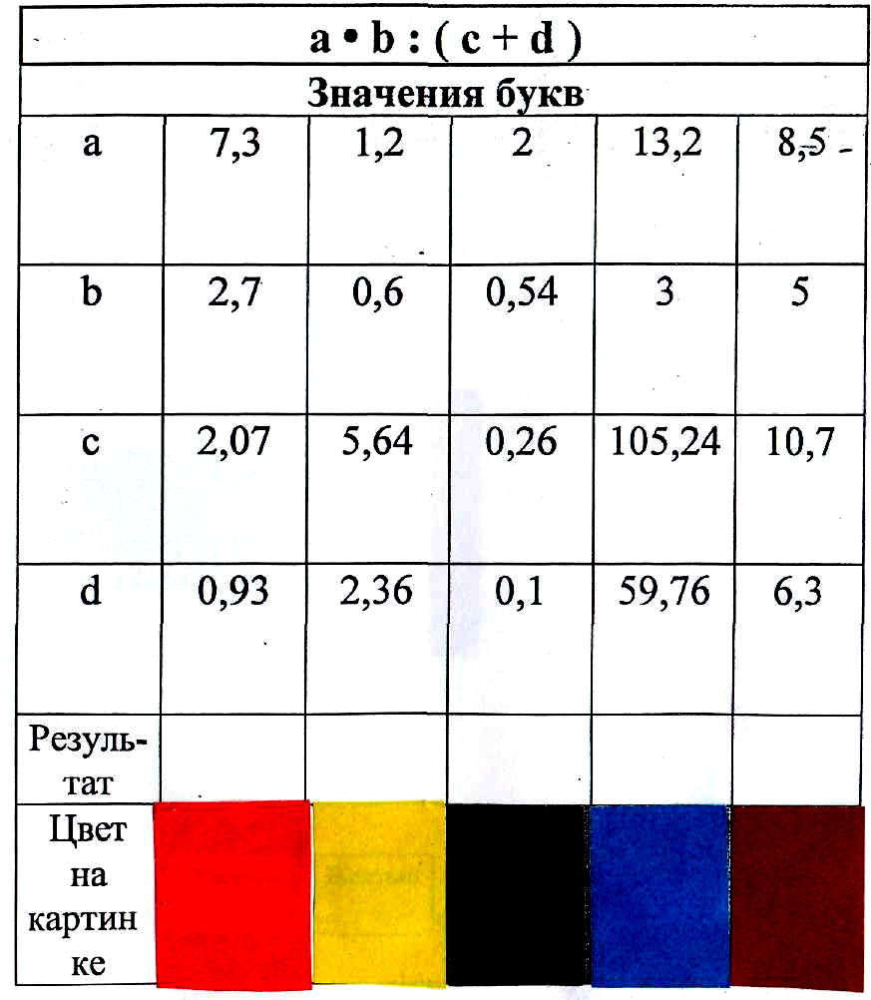 a • b : ( c + d )
Значения букв
a 7,3 1,2 2 13,2 8,5
b 2,7 0,6 0,54 3 5
c 2,07 5,64 0,26 105,24 10,7
d 0,93 2,36 0,1 59,76 6,3
Резуль-
тат
Цвет
на
картин
ке